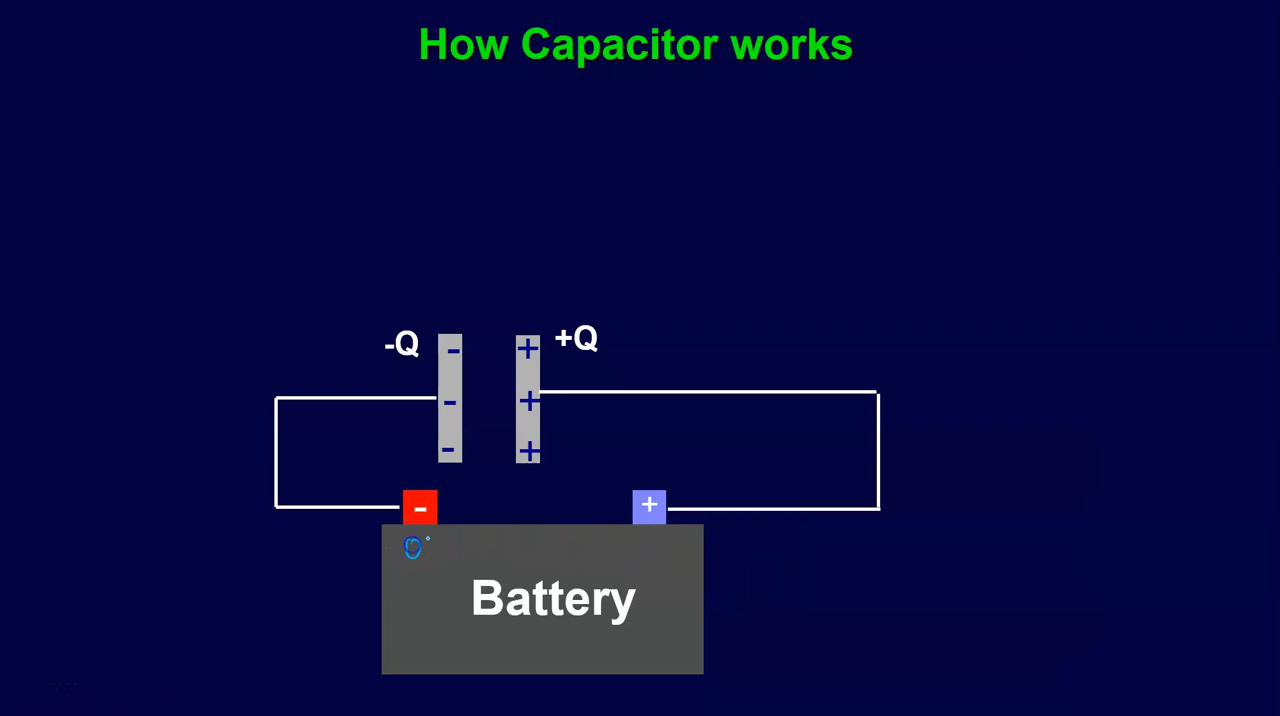 How Capacitor works
-Q
+Q
- +
- +
- +
- +
Battery